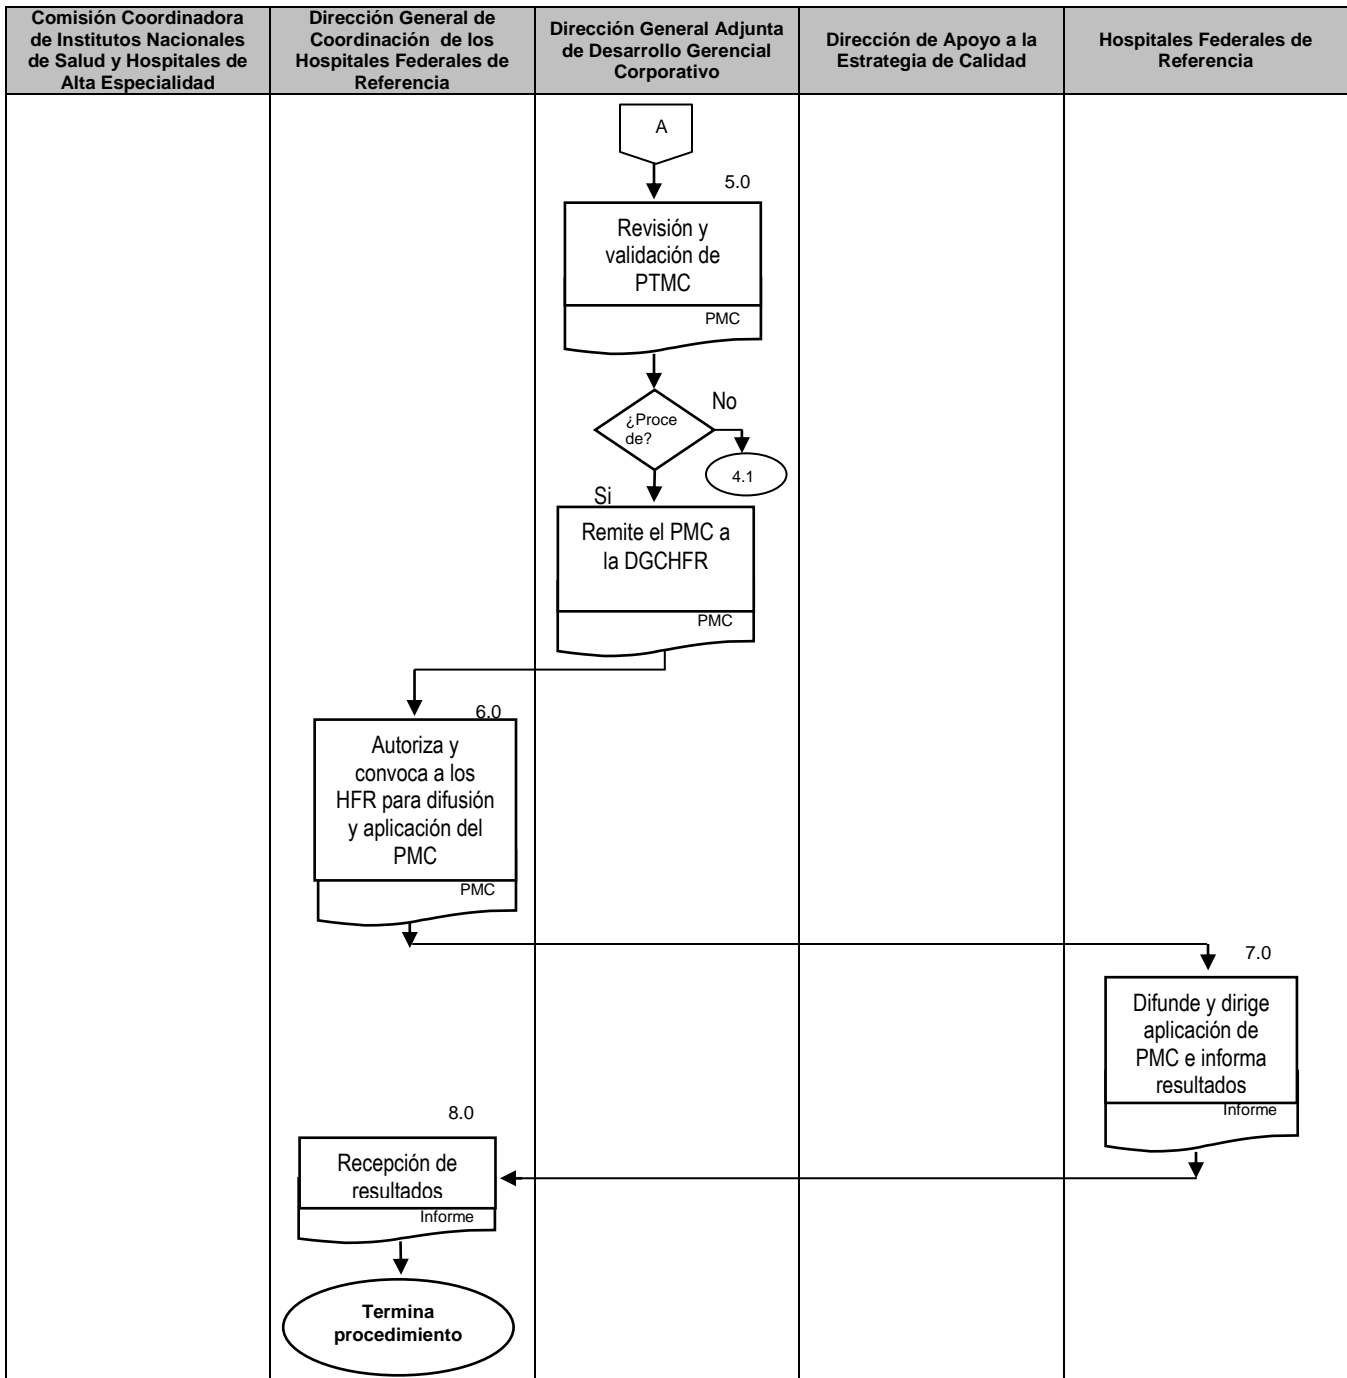 Comisión Coordinadora
de Institutos Nacionales
de Salud y Hospitales de
Alta Especialidad
Dirección General de
Coordinación de los
Hospitales Federales de
Referencia
Dirección General Adjunta
de Desarrollo Gerencial
Corporativo
Dirección de Apoyo a la
Estrategia de Calidad
Hospitales Federales de
Referencia
A
5.0
Revisión y
validación de
PTMC
PMC
¿Proce
de?
No
4.1
Si
Remite el PMC a
la DGCHFR
PMC
6.0
Autoriza y
convoca a los
HFR para difusión
y aplicación del
PMC
PMC
7.0
Difunde y dirige
aplicación de
PMC e informa
resultados
Informe
8.0
Recepción de
resultados
Informe
Termina
procedimiento